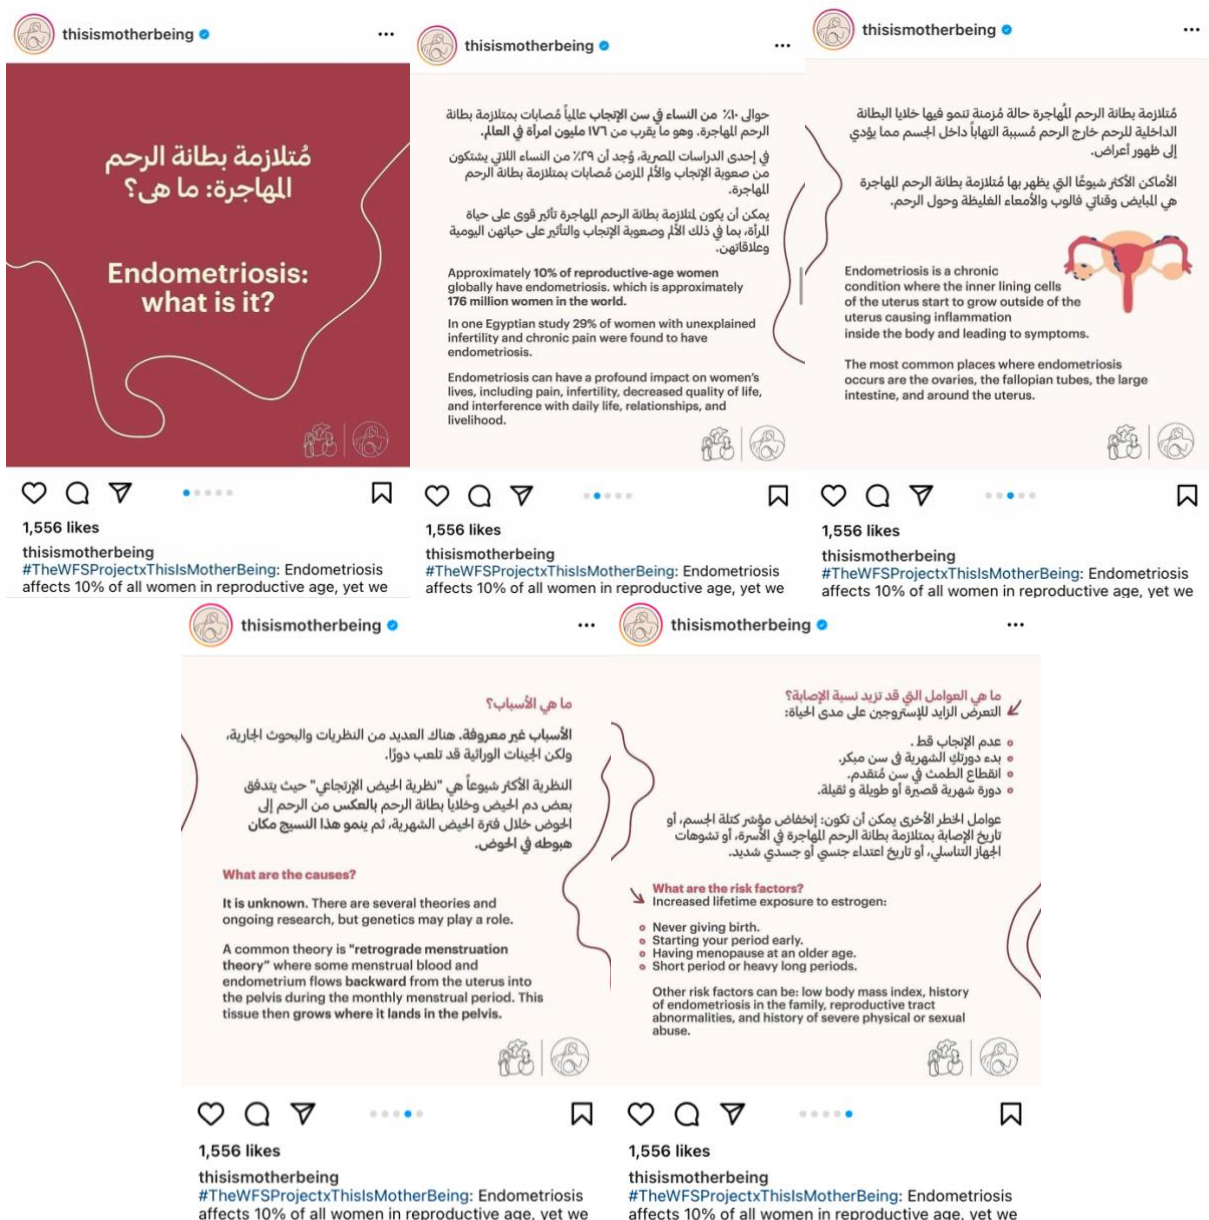 thisismotherbeing
مُتلازمة بطانة الرحم
المهاجرة: ما هى؟
Endometriosis:
what is it?
1,556 likes
thisismotherbeing
#TheWFSProjectxThisIsMotherBeing: Endometriosis
affects 10% of all women in reproductive age, yet we
thisismotherbeing
حوالى ١٠٪ من النساء في سن الإنجاب عالمياً مُصابات بمتلازمة بطانة
الرحم المهاجرة. وهو ما يقرب من ١٧٦ مليون امرأة في العالم.
في إحدى الدراسات المصرية، وُجد أن ٢٩٪ من النساء اللاتي يشتكون
من صعوبة الإنجاب والألم المزمن مُصابات بمتلازمة بطانة الرحم
المهاجرة.
يمكن أن يكون لمتلازمة بطانة الرحم المهاجرة تأثير قوى على حياة
المرأة، بما في ذلك الألم وصعوبة الإنجاب والتأثير على حياتهن اليومية
وعلاقاتهن.
Approximately 10% of reproductive-age women
globally have endometriosis. which is approximately
176 million women in the world.
In one Egyptian study 29% of women with unexplained
infertility and chronic pain were found to have
endometriosis.
Endometriosis can have a profound impact on women's
lives, including pain, infertility, decreased quality of life,
and interference with daily life, relationships, and
livelihood.
1,556 likes
thisismotherbeing
#TheWFSProjectxThisIsMotherBeing: Endometriosis
affects 10% of all women in reproductive age, yet we
thisismotherbeing
مُتلازمة بطانة الرحم المُهاجرة حالة مُزمنة تنمو فيها خلايا البطانة
الداخلية للرحم خارج الرحم مُسببة التهاباً داخل الجسم مما يؤدي
إلى ظهور أعراض.
الأماكن الأكثر شيوعًا التي يظهر بها مُتلازمة بطانة الرحم المهاجرة
هي المبايض وقناتي فالوب والأمعاء الغليظة وحول الرحم.
Endometriosis is a chronic
condition where the inner lining cells
of the uterus start to grow outside of the
uterus causing inflammation
inside the body and leading to symptoms.
The most common places where endometriosis
occurs are the ovaries, the fallopian tubes, the large
intestine, and around the uterus.
1,556 likes
thisismotherbeing
#TheWFSProjectxThisIsMotherBeing: Endometriosis
affects 10% of all women in reproductive age, yet we
thisismotherbeing
ما هي الأسباب؟
الأسباب غير معروفة. هناك العديد من النظريات والبحوث الجارية،
ولكن الجينات الوراثية قد تلعب دورًا.
النظرية الأكثر شيوعاً هي "نظرية الحيض الإرتجاعي" حيث يتدفق
بعض دم الحيض وخلايا بطانة الرحم بالعكس من الرحم إلى
الحوض خلال فترة الحيض الشهرية، ثم ينمو هذا النسيج مكان
هبوطه في الحوض.
What are the causes?
It is unknown. There are several theories and
ongoing research, but genetics may play a role.
A common theory is "retrograde menstruation
theory" where some menstrual blood and
endometrium flows backward from the uterus into
the pelvis during the monthly menstrual period. This
tissue then grows where it lands in the pelvis.
1,556 likes
thisismotherbeing
#TheWFSProjectxThisIsMotherBeing: Endometriosis
affects 10% of all women in reproductive age, yet we
thisismotherbeing
ما هي العوامل التي قد تزيد نسبة الإصابة؟
التعرض الزايد للإستروجين على مدى الحياة:
عدم الإنجاب قط .
بدء دورتكِ الشهرية في سن مبكر.
انقطاع الطمث في سن مُتقدم.
دورة شهرية قصيرة أو طويلة و ثقيلة.
عوامل الخطر الأخرى يمكن أن تكون: إنخفاض مؤشر كتلة الجسم، أو
تاريخ الإصابة بمتلازمة بطانة الرحم المهاجرة في الأسرة، أو تشوهات
الجهاز التناسلي، أو تاريخ اعتداء جنسي أو جسدي شديد.
What are the risk factors?
Increased lifetime exposure to estrogen:
Never giving birth.
Starting your period early.
Having menopause at an older age.
Short period or heavy long periods.
Other risk factors can be: low body mass index, history
of endometriosis in the family, reproductive tract
abnormalities, and history of severe physical or sexual
abuse.
1,556 likes
thisismotherbeing
#TheWFSProjectxThisIsMotherBeing: Endometriosis
affects 10% of all women in reproductive age, yet we